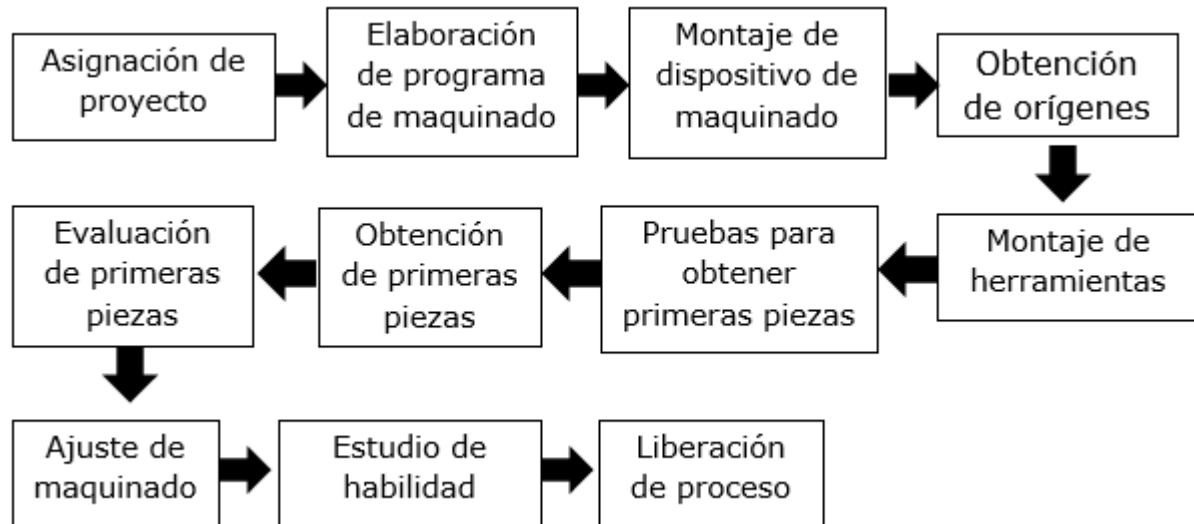 Asignación de
proyecto
Elaboración
de programa
de maquinado
Montaje de
dispositivo de
maquinado
Obtención
de orígenes
Montaje de
herramientas
Pruebas para
obtener
primeras piezas
Obtención
de primeras
piezas
Evaluación
de primeras
piezas
Ajuste de
maquinado
Estudio de
habilidad
Liberación
de proceso